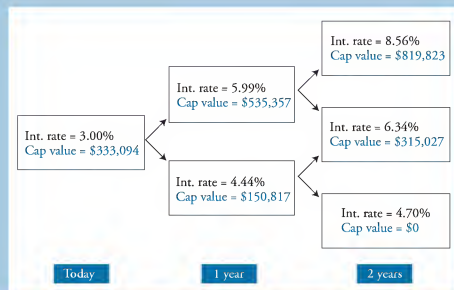 Int. rate = 8.56%
Cap value = $819,823
Int. rate = 5.99%
Cap value = $535,357
Int. rate = 3.00%
Cap value = $333,094
Int. rate = 6.34%
Cap value = $315,027
Int. rate = 4.44%
Cap value = $150,817
Int. rate = 4.70%
Cap value = $0
Today
1 year
2 years